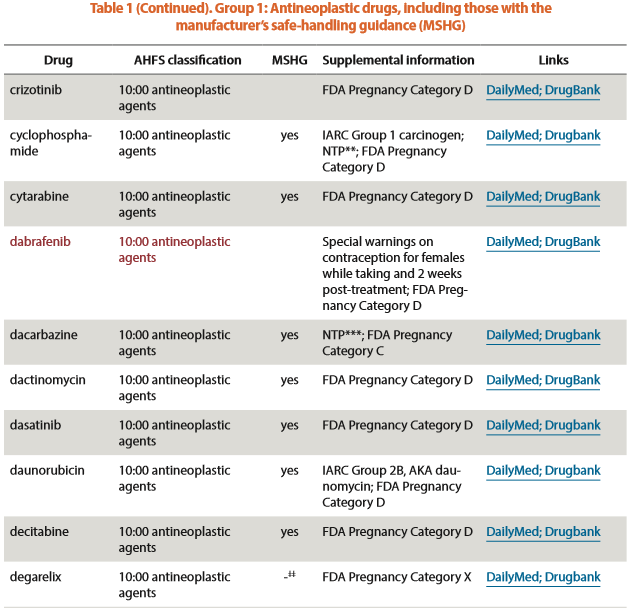 Table 1 (Continued). Group 1: Antineoplastic drugs, including those with the
manufacturer's safe-handling guidance (MSHG)
Drug AHFS classification MSHG Supplemental information Links
crizotinib 10:00 antineoplastic FDA Pregnancy Category D DailyMed; DrugBank
agents
cyclophospha- 10:00 antineoplastic yes IARC Group 1 carcinogen; DailyMed; DrugBank
mide agents NTP**; FDA Pregnancy
Category D
cytarabine 10:00 antineoplastic yes FDA Pregnancy Category D DailyMed; DrugBank
agents
dabrafenib 10:00 antineoplastic Special warnings on DailyMed; DrugBank
agents contraception for females
while taking and 2 weeks
post-treatment; FDA Preg-
nancy Category D
dacarbazine 10:00 antineoplastic yes NTP***; FDA Pregnancy DailyMed; Drugbank
agents Category C
dactinomycin 10:00 antineoplastic yes FDA Pregnancy Category D DailyMed; Drugbank
agents
dasatinib 10:00 antineoplastic yes FDA Pregnancy Category D DailyMed; Drugbank
agents
daunorubicin 10:00 antineoplastic yes IARC Group 2B, AKA dau- DailyMed; Drugbank
agents nomycin; FDA Pregnancy
Category D
decitabine 10:00 antineoplastic yes FDA Pregnancy Category D DailyMed; Drugbank
agents
degarelix 10:00 antineoplastic -‡‡ FDA Pregnancy Category X DailyMed; Drugbank
agents